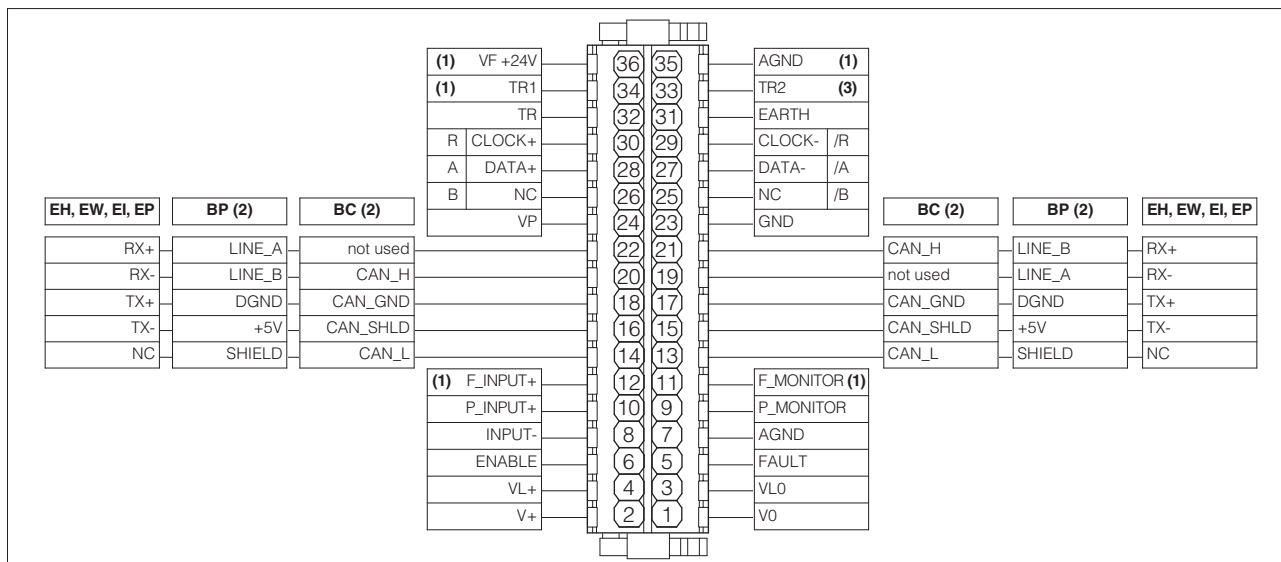 (1) VF +24V 36 35 AGND (1)
(1) TR1 34 33 TR2 (3)
TR 32 31 EARTH
R CLOCK+ 30 29 CLOCK- /R
A DATA+ 28 27 DATA- /A
B NC 26 25 NC /B
EH, EW, EI, EP BP (2) BC (2) VP 24 23 GND BC (2) BP (2) EH, EW, EI, EP
RX+ LINE_A not used 22 21 CAN_H LINE_B RX+
RX- LINE_B CAN_H 20 19 not used LINE_A RX-
TX+ DGND CAN_GND 18 17 CAN_GND DGND TX+
TX- +5V CAN_SHLD 16 15 CAN_SHLD +5V TX-
NC SHIELD CAN_L 14 13 CAN_L SHIELD NC
(1) F_INPUT+ 12 11 F_MONITOR (1)
P_INPUT+ 10 9 P_MONITOR
INPUT- 8 7 AGND
ENABLE 6 5 FAULT
VL+ 4 3 VL0
V+ 2 1 V0